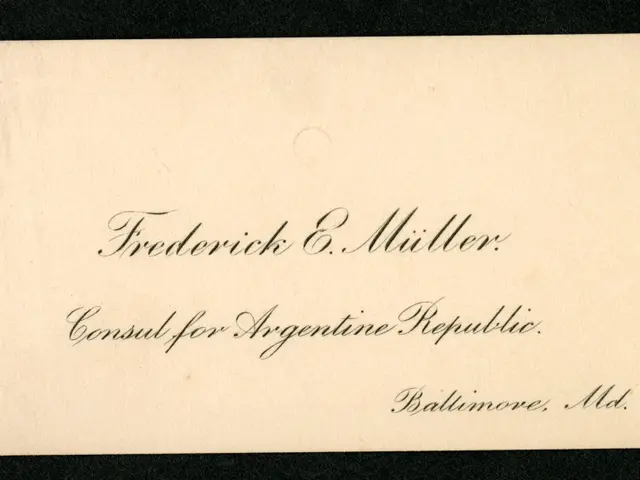 Frederick E. Müller.
Consul for Argentine Republic.
Baltimore, Md.